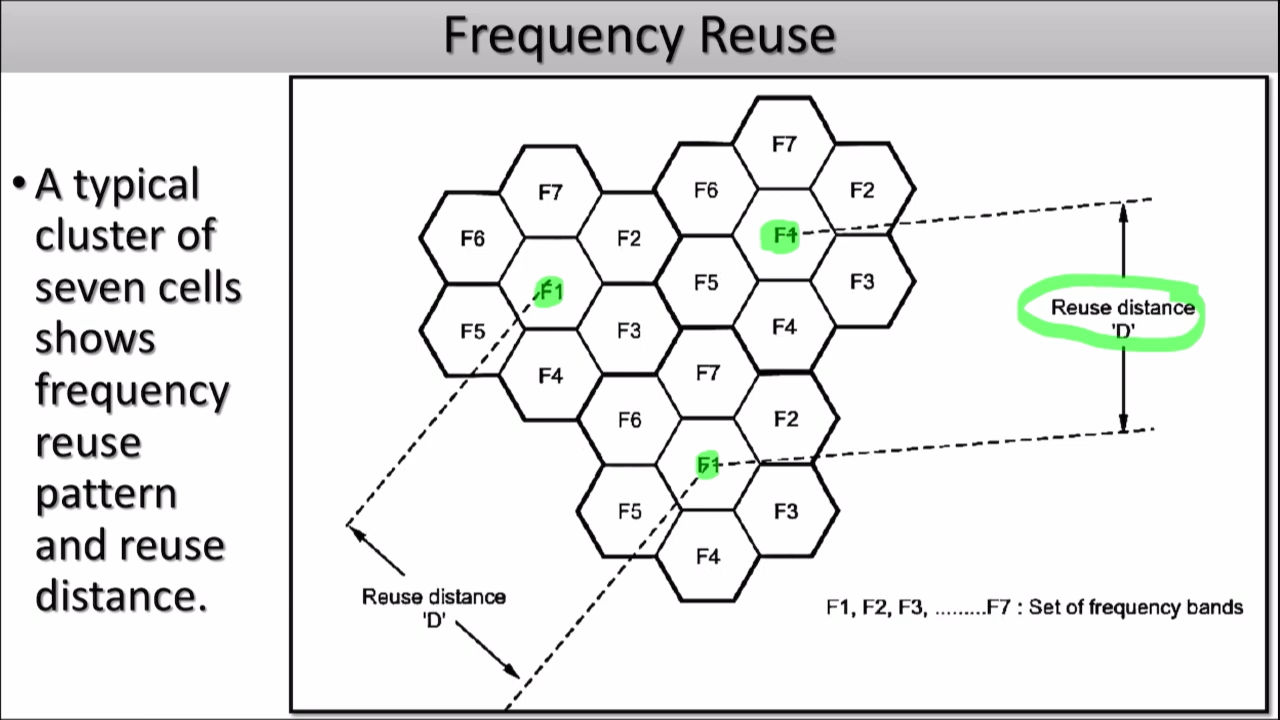 Frequency Reuse
• A typical
cluster of
seven cells
shows
frequency
reuse
pattern
and reuse
distance.
F7
F6
F2
F1
F5
F3
F4
F7
F6
F2
F1
F5
F3
F4
F7
F6
F2
F1
F5
F3
F4
Reuse distance
'D'
Reuse distance
'D'
F1, F2, F3, .........F7 : Set of frequency bands